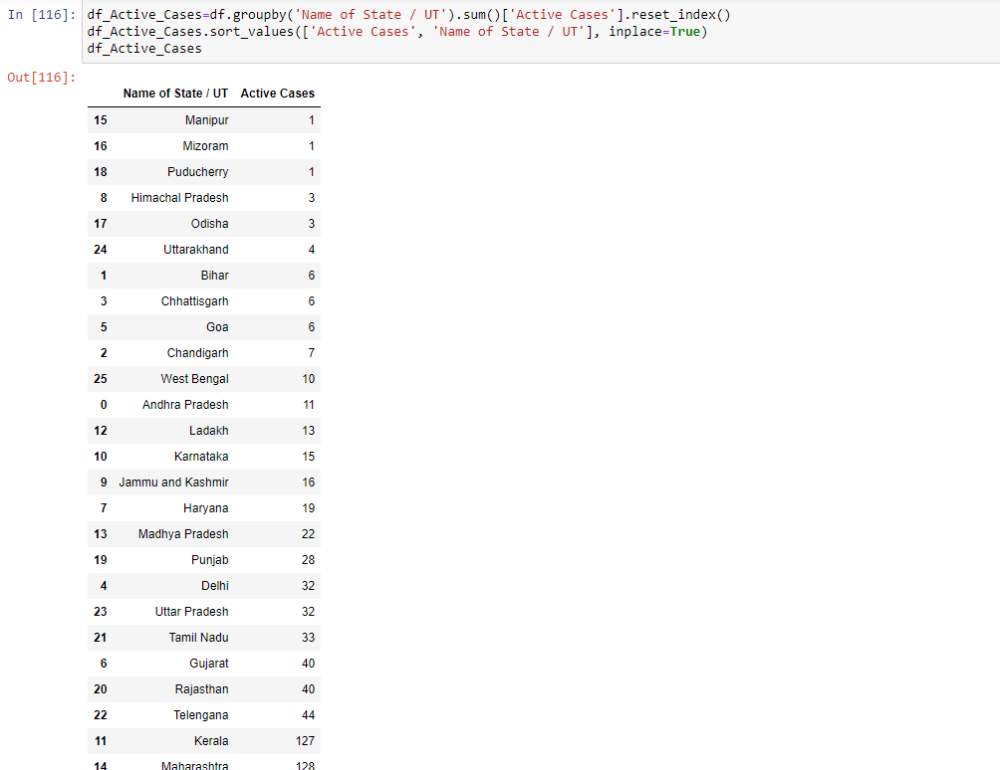 In [116]: df_Active_Cases=df.groupby('Name of State / UT').sum()['Active Cases'].reset_index()
df_Active_Cases.sort_values(['Active Cases', 'Name of State / UT'], inplace=True)
df_Active_Cases
Out[116]:
Name of State / UT Active Cases
15 Manipur 1
16 Mizoram 1
18 Puducherry 1
8 Himachal Pradesh 3
17 Odisha 3
24 Uttarakhand 4
1 Bihar 6
3 Chhattisgarh 6
5 Goa 6
2 Chandigarh 7
25 West Bengal 10
0 Andhra Pradesh 11
12 Ladakh 13
10 Karnataka 15
9 Jammu and Kashmir 16
7 Haryana 19
13 Madhya Pradesh 22
19 Punjab 28
4 Delhi 32
23 Uttar Pradesh 32
21 Tamil Nadu 33
6 Gujarat 40
20 Rajasthan 40
22 Telengana 44
11 Kerala 127
14 Maharashtra 128